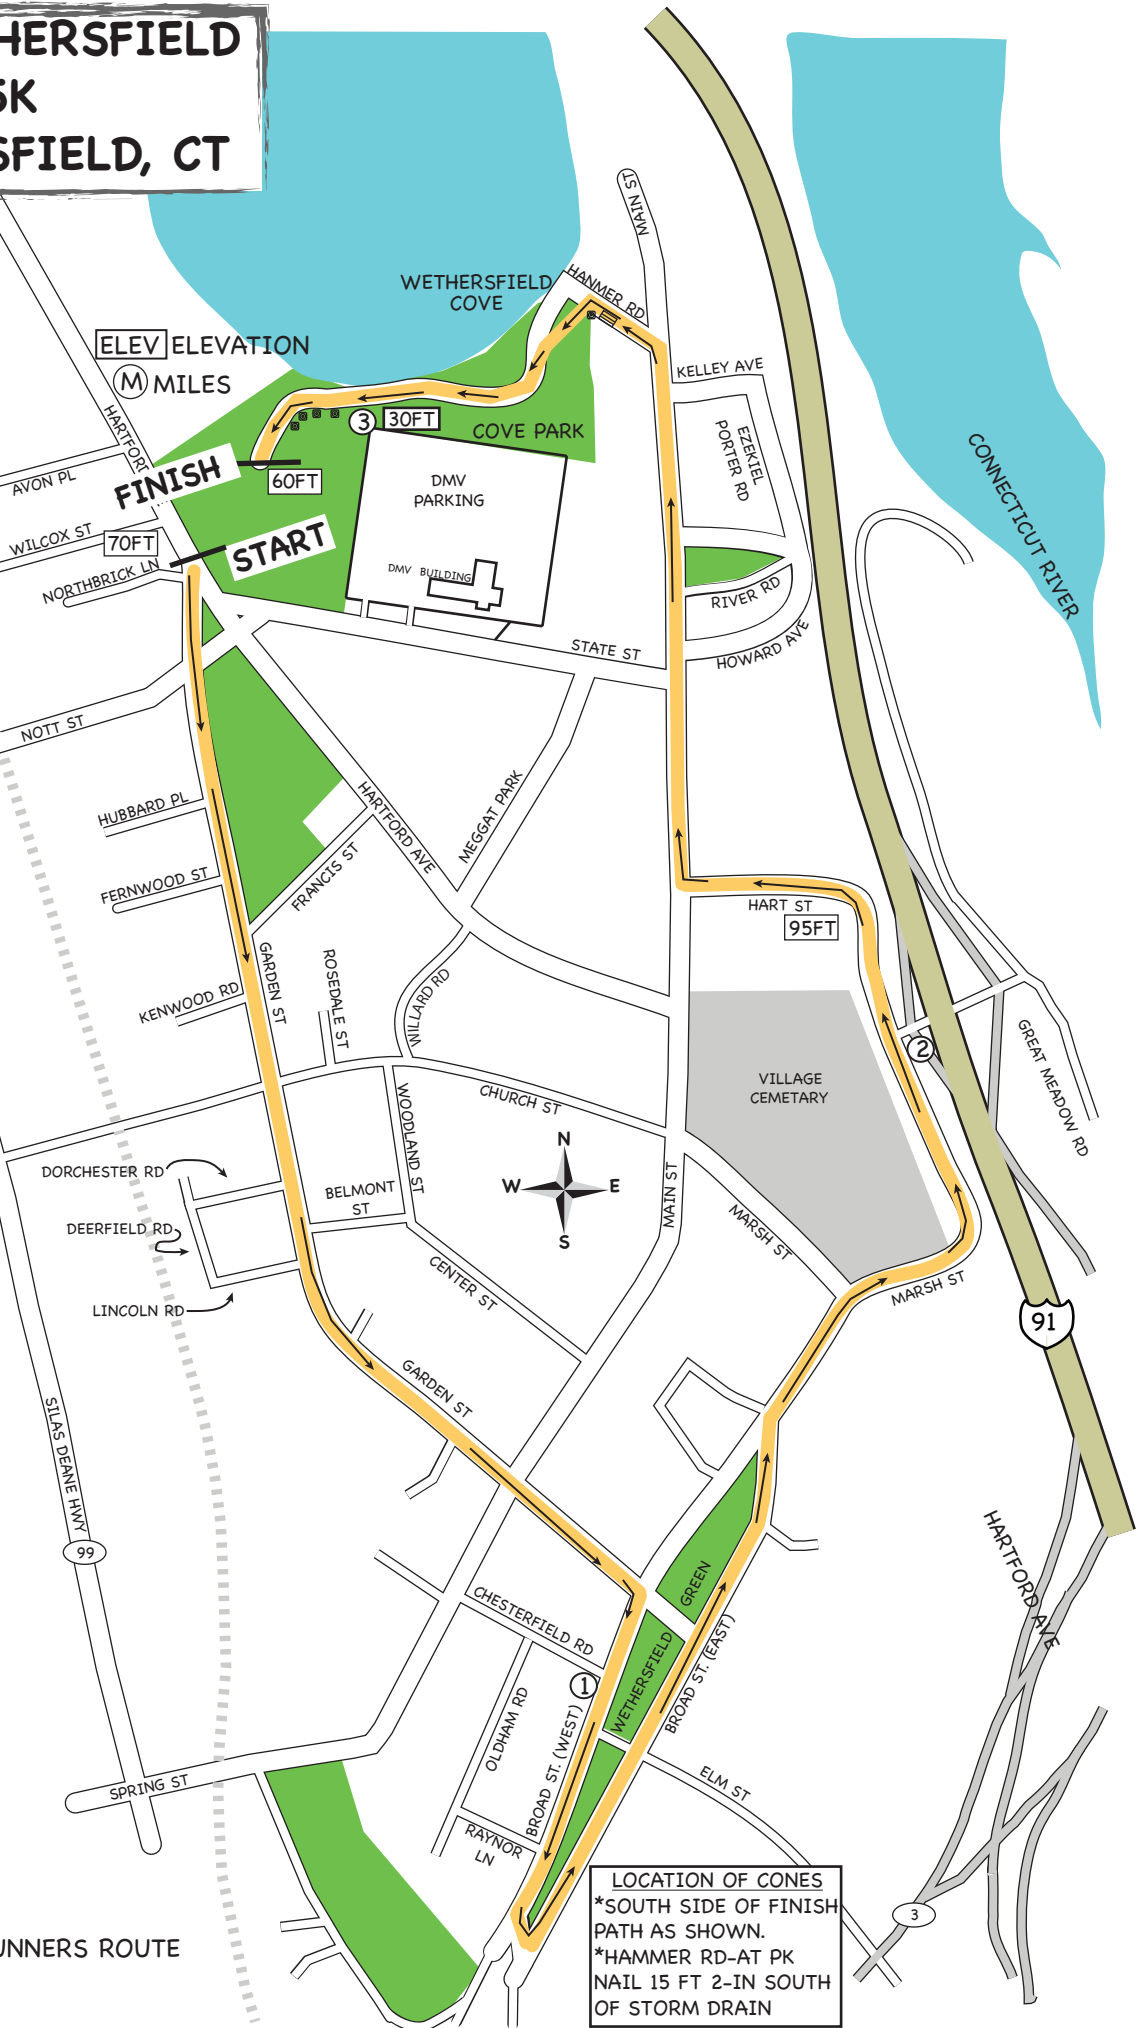 HERSFIELD
5K
SFIELD, CT
MAIN ST
HANMER RD
WETHERSFIELD
COVE
ELEV ELEVATION
M MILES
KELLEY AVE
HARTFORD
3 30FT
COVE PARK
EZEKIEL
PORTER RD
CONNECTICUT RIVER
AVON PL
FINISH
60FT
DMV
PARKING
WILCOX ST
70FT
START
NORTHBRICK LN
DMV BUILDING
RIVER RD
HOWARD AVE
STATE ST
NOTT ST
HUBBARD PL
HARTFORD AVE
MEGGAT PARK
FERNWOOD ST
FRANCIS ST
HART ST
95FT
GARDEN ST
ROSEDALE ST
KENWOOD RD
WILLARD RD
2
GREAT MEADOW RD
VILLAGE
CEMETARY
WOODLAND ST
CHURCH ST
N
W E
S
DORCHESTER RD
BELMONT
ST
MAIN ST
MARSH ST
DEERFIELD RD
CENTER ST
MARSH ST
LINCOLN RD
91
GARDEN ST
SILAS DEANE HWY
99
HARTFORD AVE
GREEN
CHESTERFIELD RD
WETHERSFIELD
BROAD ST. (EAST)
1
OLDHAM RD
BROAD ST. (WEST)
ELM ST
SPRING ST
RAYNOR
LN
3
LOCATION OF CONES
*SOUTH SIDE OF FINISH
PATH AS SHOWN.
*HAMMER RD-AT PK
NAIL 15 FT 2-IN SOUTH
OF STORM DRAIN
UNNERS ROUTE